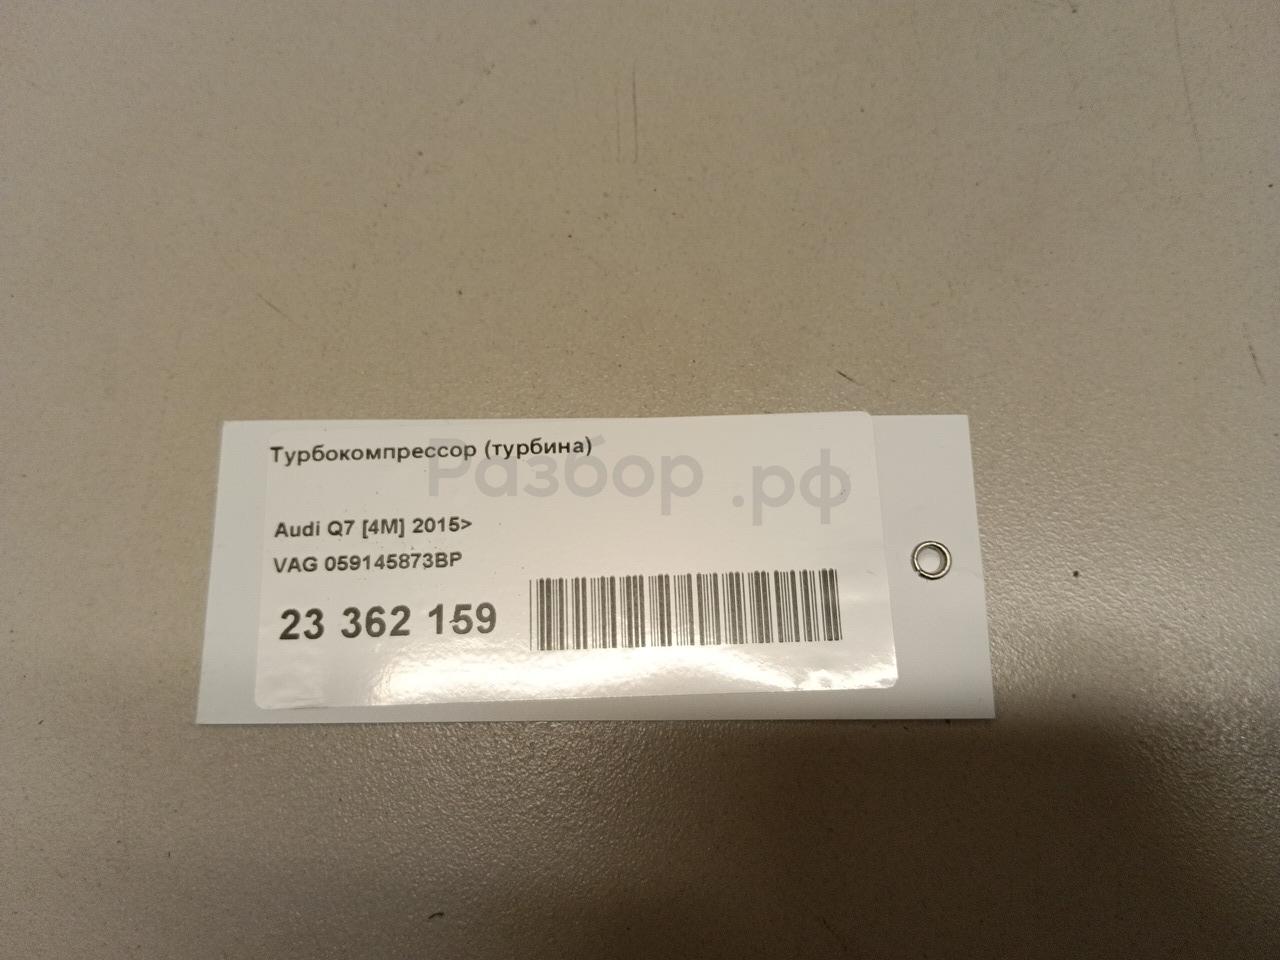 Турбокомпрессор (турбина)
Разбор.рф
Audi Q7 [4M] 2015>
VAG 059145873BP
23 362 159